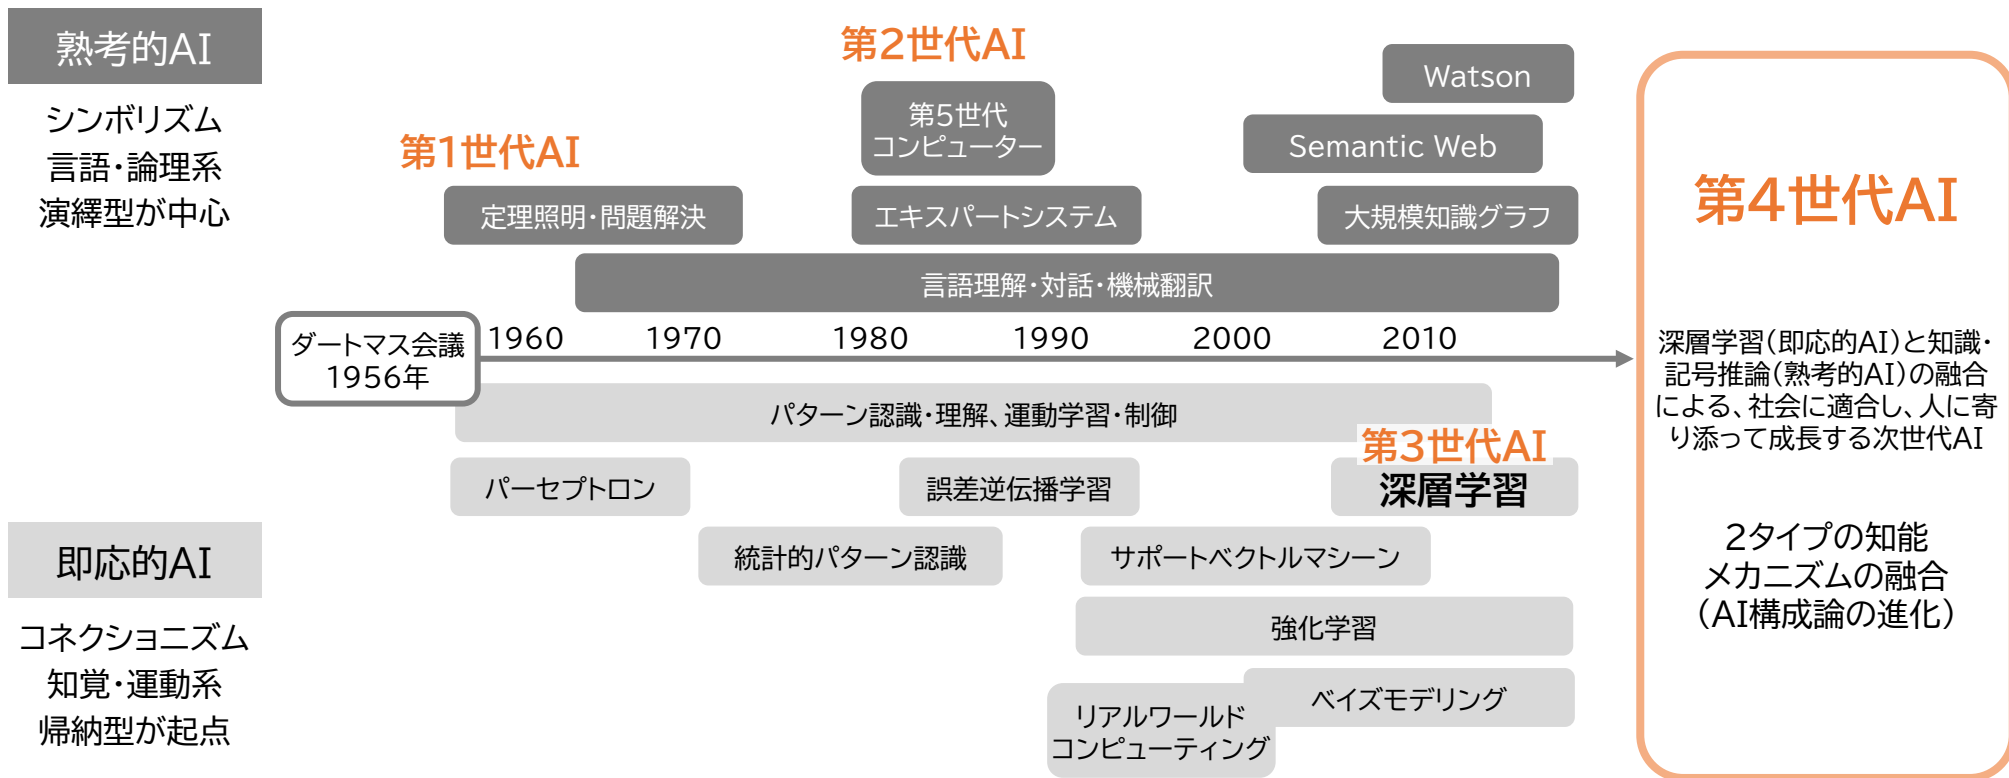 熟考的AI
シンボリズム
言語・論理系
演繹型が中心
第1世代AI
第2世代AI
第5世代
コンピューター
Watson
Semantic Web
定理照明・問題解決
エキスパートシステム
大規模知識グラフ
言語理解・対話・機械翻訳
ダートマス会議
1956年
1960
1970
1980
1990
2000
2010
パターン認識・理解、運動学習・制御
第3世代AI
深層学習
パーセプトロン
誤差逆伝播学習
統計的パターン認識
サポートベクトルマシーン
強化学習
ベイズモデリング
リアルワールド
コンピューティング
即応的AI
コネクショニズム
知覚・運動系
帰納型が起点
第4世代AI
深層学習(即応的AI)と知識・
記号推論(熟考的AI)の融合
による、社会に適合し、人に寄
り添って成長する次世代AI
2タイプの知能
メカニズムの融合
(AI構成論の進化)